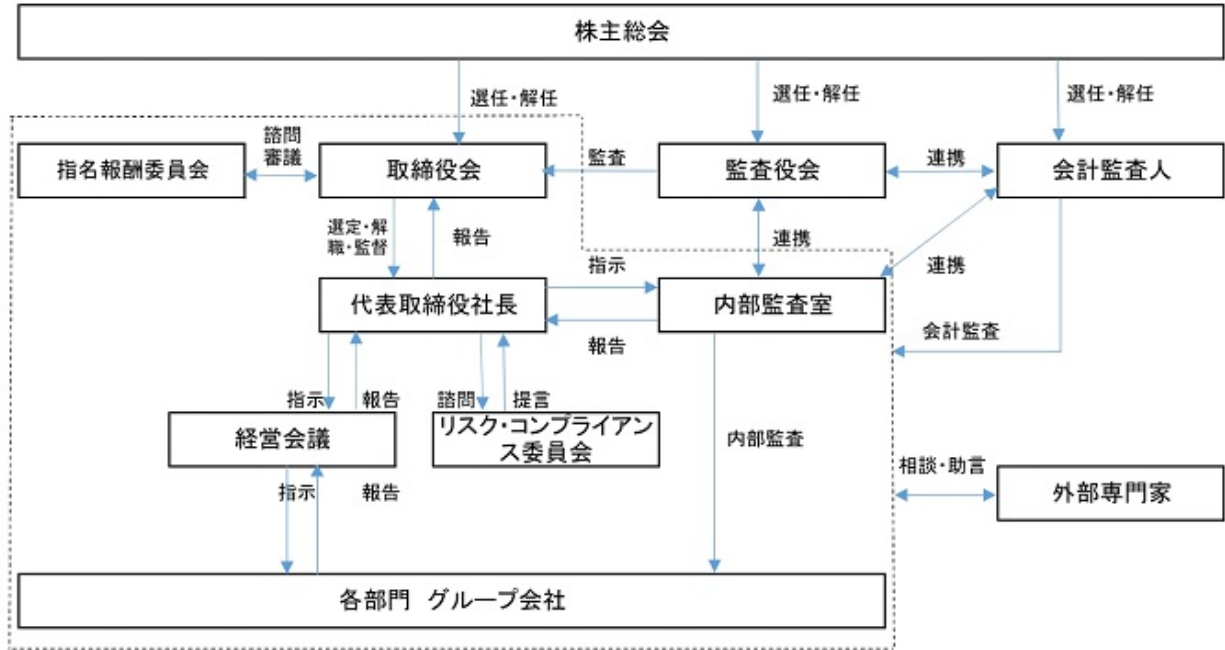 株主総会
選任・解任
選任・解任
選任・解任
諮問
審議
指名報酬委員会
取締役会
監査
監査役会
連携
会計監査人
選定・解
職・監督
報告
連携
連携
指示
代表取締役社長
内部監査室
報告
会計監査
指示
報告
諮問
提言
経営会議
リスク・コンプライアン
ス委員会
内部監査
相談・助言
外部専門家
指示
報告
各部門　グループ会社